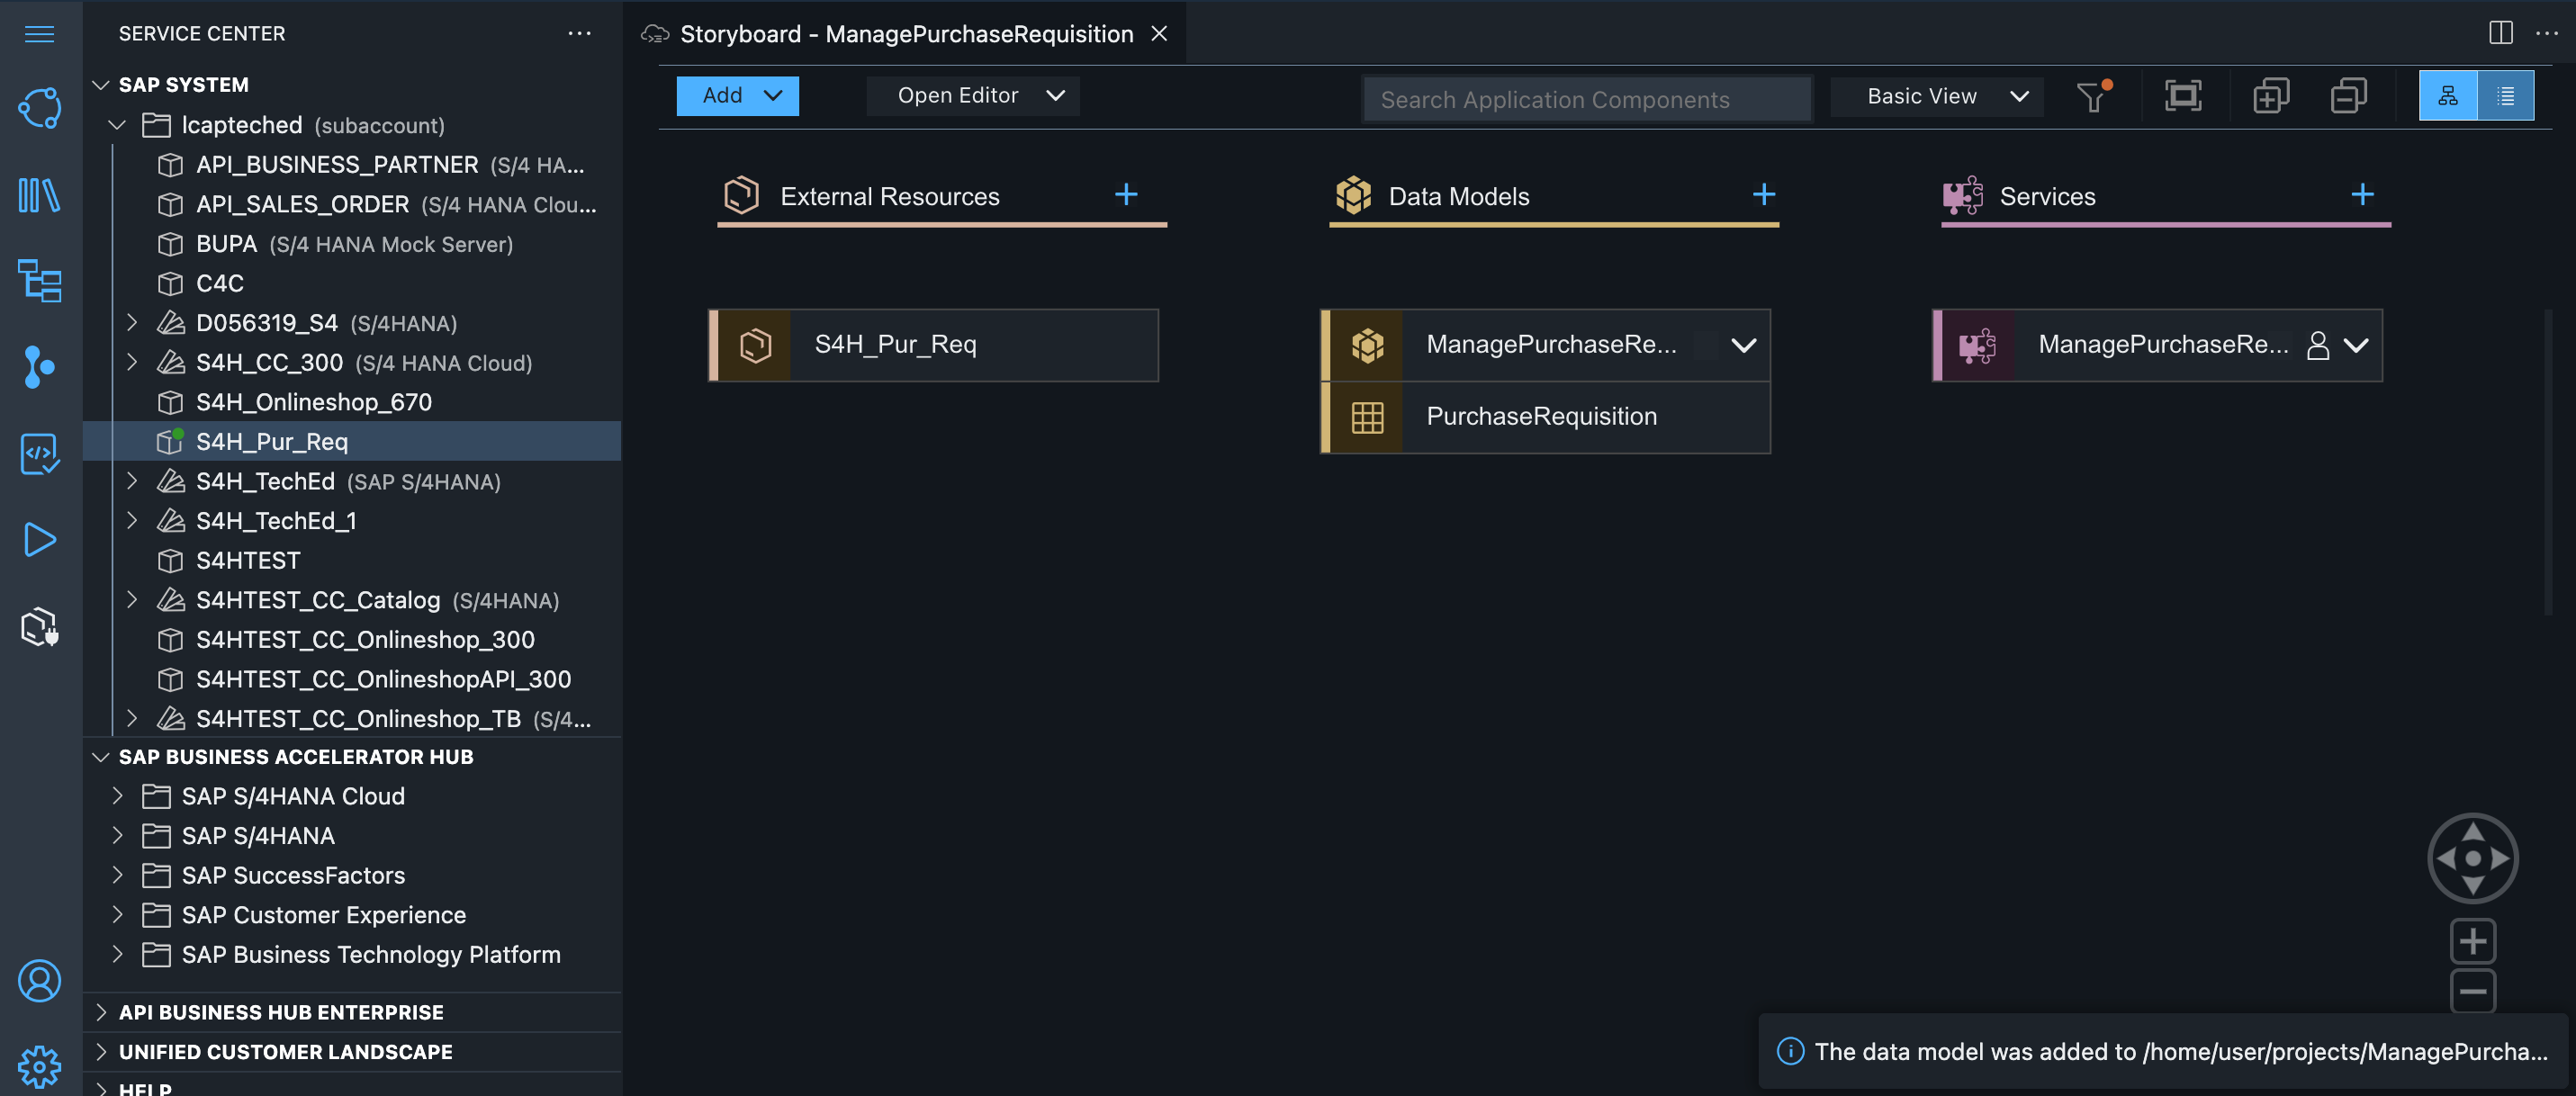 SERVICE CENTER
SAP SYSTEM
lcapteched (subaccount)
API_BUSINESS_PARTNER (S/4 HA...
API_SALES_ORDER (S/4 HANA Clou...
BUPA (S/4 HANA Mock Server)
C4C
D056319_S4 (S/4HANA)
S4H_CC_300 (S/4 HANA Cloud)
S4H_Onlineshop_670
S4H_Pur_Req
S4H_TechEd (SAP S/4HANA)
S4H_TechEd_1
S4HTEST
S4HTEST_CC_Catalog (S/4HANA)
S4HTEST_CC_Onlineshop_300
S4HTEST_CC_OnlineshopAPI_300
S4HTEST_CC_Onlineshop_TB (S/4...
SAP BUSINESS ACCELERATOR HUB
SAP S/4HANA Cloud
SAP S/4HANA
SAP SuccessFactors
SAP Customer Experience
SAP Business Technology Platform
API BUSINESS HUB ENTERPRISE
UNIFIED CUSTOMER LANDSCAPE
HELP
Storyboard - ManagePurchaseRequisition
Add
Open Editor
Search Application Components
Basic View
External Resources
Data Models
Services
S4H_Pur_Req
ManagePurchaseRe...
ManagePurchaseRe...
PurchaseRequisition
The data model was added to /home/user/projects/ManagePurcha...